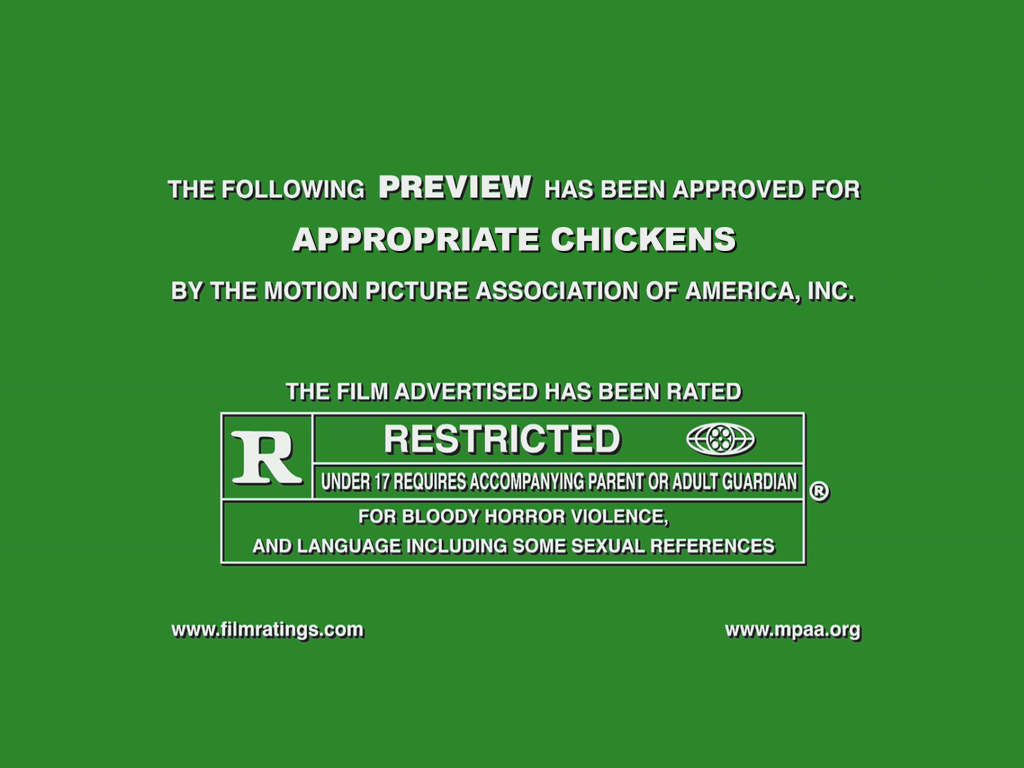 THE FOLLOWING PREVIEW HAS BEEN APPROVED FOR
APPROPRIATE CHICKENS
BY THE MOTION PICTURE ASSOCIATION OF AMERICA, INC.
THE FILM ADVERTISED HAS BEEN RATED
R
RESTRICTED
UNDER 17 REQUIRES ACCOMPANYING PARENT OR ADULT GUARDIAN
®
FOR BLOODY HORROR VIOLENCE,
AND LANGUAGE INCLUDING SOME SEXUAL REFERENCES
www.filmratings.com
www.mpaa.org